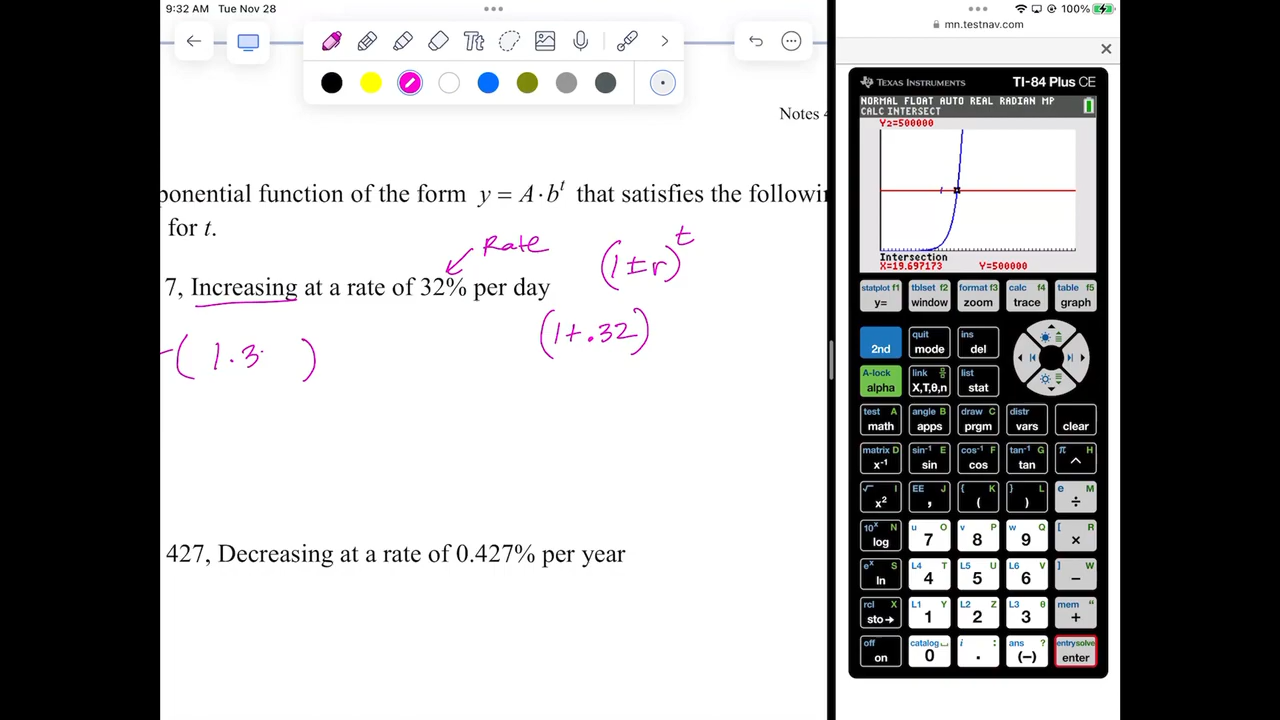 9:32 AM Tue Nov 28
100%
mn.testnav.com
Tt
Notes
ponential function of the form y = A·bᵗ that satisfies the followin
for t.
Rate
(1±r)ᵗ
7, Increasing at a rate of 32% per day
(1+.32)
(1.3 )
427, Decreasing at a rate of 0.427% per year
TEXAS INSTRUMENTS TI-84 Plus CE
NORMAL FLOAT AUTO REAL RADIAN MP
CALC INTERSECT
Y2=500000
Intersection
X=19.697173 Y=500000
statplot f1 tblset f2 format f3 calc f4 table f5
y= window zoom trace graph
quit ins
2nd mode del
A-lock link list
alpha X,T,θ,n stat
test A angle B draw C distr
math apps prgm vars clear
matrix D sin⁻¹ E cos⁻¹ F tan⁻¹ G π H
x⁻¹ sin cos tan ^
√ I EE J { K } L e M
x² , ( ) ÷
10ˣ N u O v P w Q [ R
log 7 8 9 ×
eˣ S L4 T L5 U L6 V ] W
ln 4 5 6 −
rcl X L1 Y L2 Z L3 θ mem "
sto→ 1 2 3 +
off catalog i : ans ? entry solve
on 0 . (−) enter